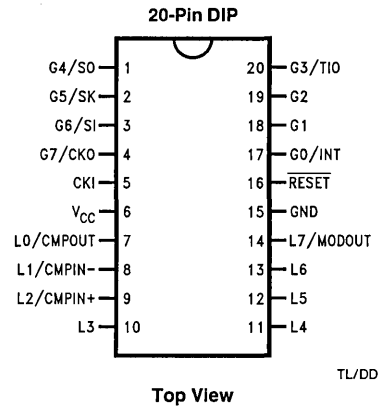 20-Pin DIP
G4/SO 1 20 G3/TIO
G5/SK 2 19 G2
G6/SI 3 18 G1
G7/CKO 4 17 G0/INT
CKI 5 16 RESET
VCC 6 15 GND
L0/CMPOUT 7 14 L7/MODOUT
L1/CMPIN- 8 13 L6
L2/CMPIN+ 9 12 L5
L3 10 11 L4
TL/DD
Top View